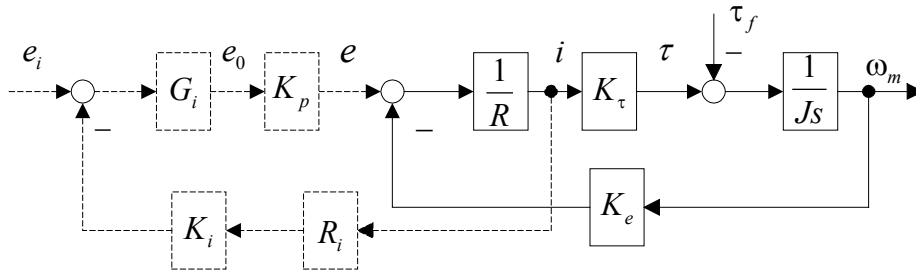 e_i
−
G_i
e_0
K_p
e
−
1/R
i
K_τ
τ
τ_f
−
1/Js
ω_m
K_e
K_i
R_i